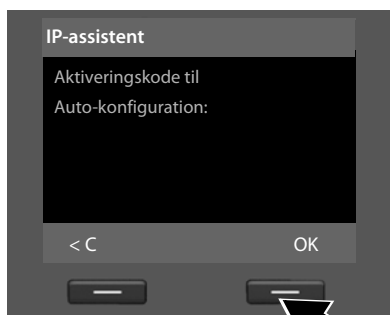 IP-assistent
Aktiveringskode til
Auto-konfiguration:
< C OK